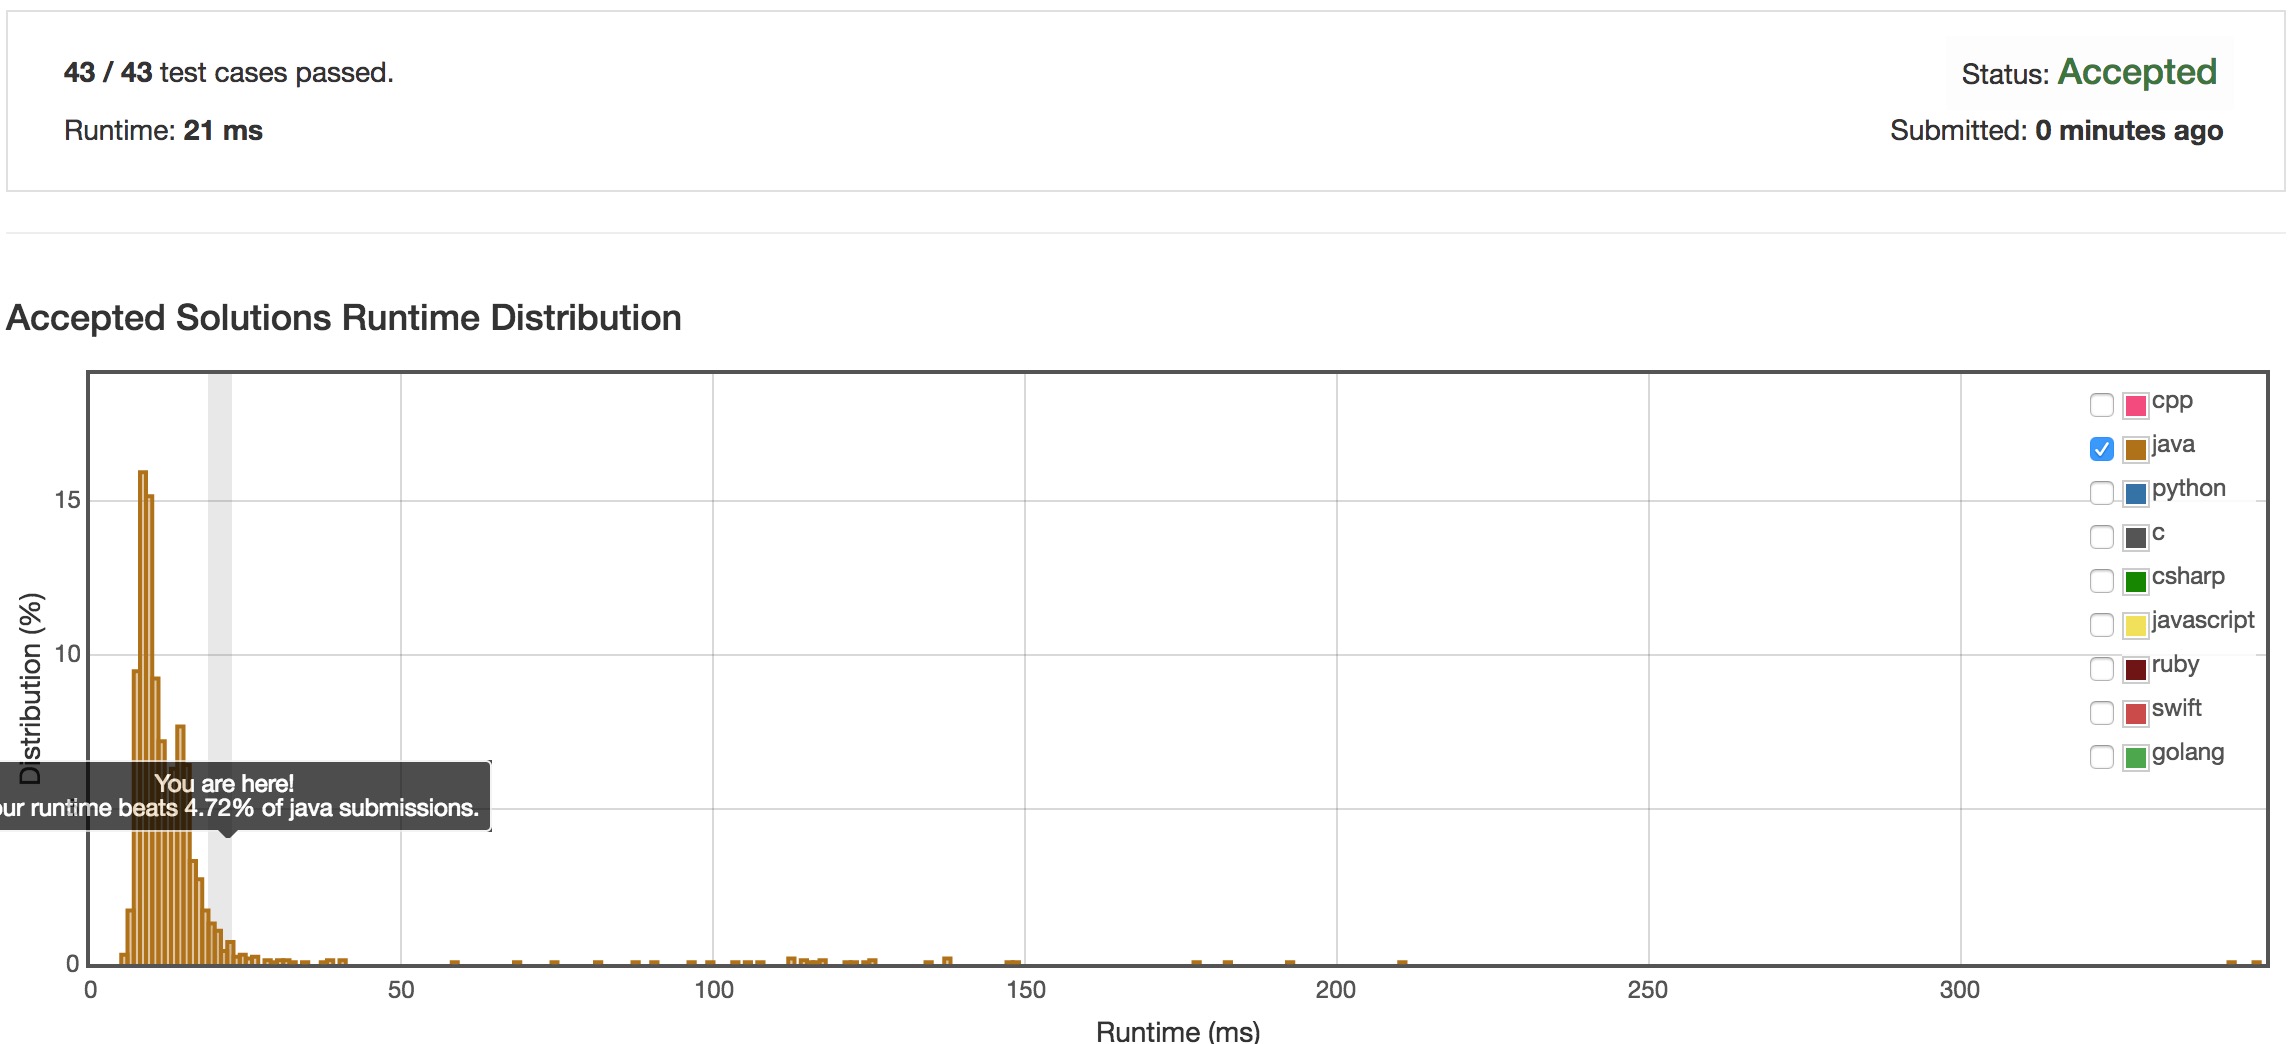 43 / 43 test cases passed.
Status: Accepted
Runtime: 21 ms
Submitted: 0 minutes ago
Accepted Solutions Runtime Distribution
cpp
java
python
c
csharp
javascript
ruby
swift
golang
15
10
0
Distribution (%)
You are here!
runtime beats 4.72% of java submissions.
0 50 100 150 200 250 300
Runtime (ms)